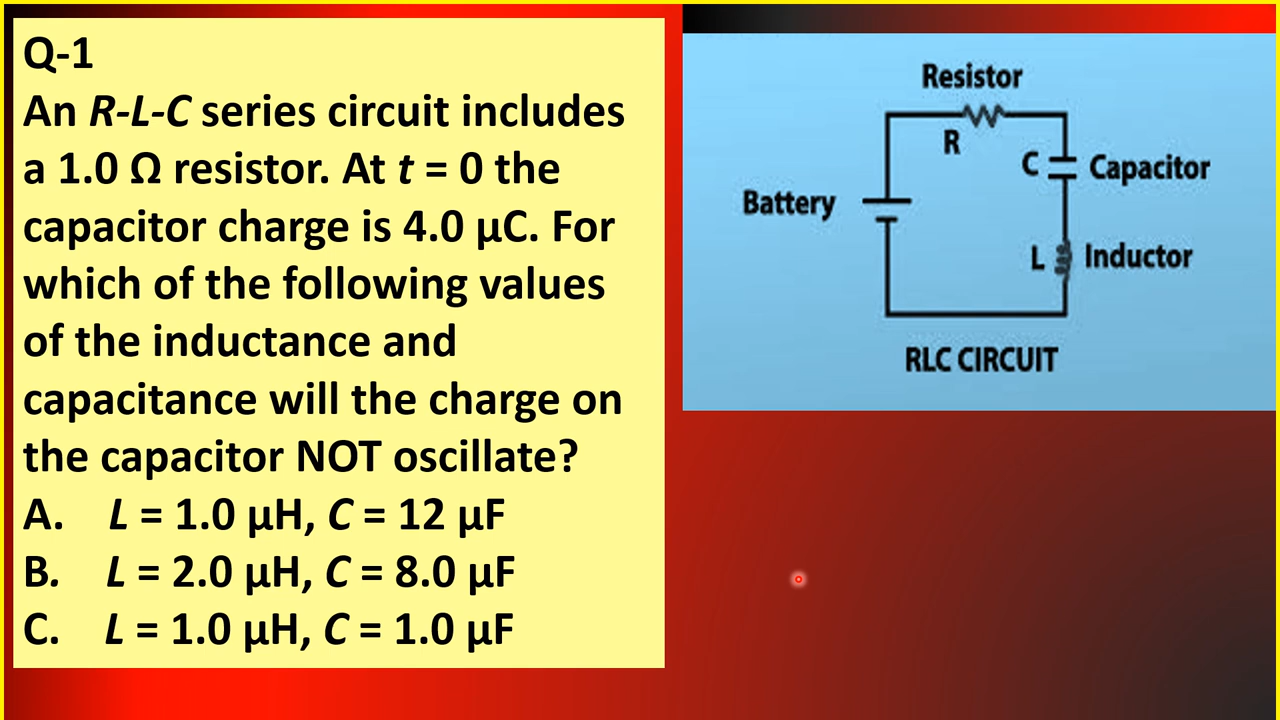 Q-1
An R-L-C series circuit includes
a 1.0 Ω resistor. At t = 0 the
capacitor charge is 4.0 μC. For
which of the following values
of the inductance and
capacitance will the charge on
the capacitor NOT oscillate?
A. L = 1.0 μH, C = 12 μF
B. L = 2.0 μH, C = 8.0 μF
C. L = 1.0 μH, C = 1.0 μF
Resistor
R
C Capacitor
Battery
L Inductor
RLC CIRCUIT